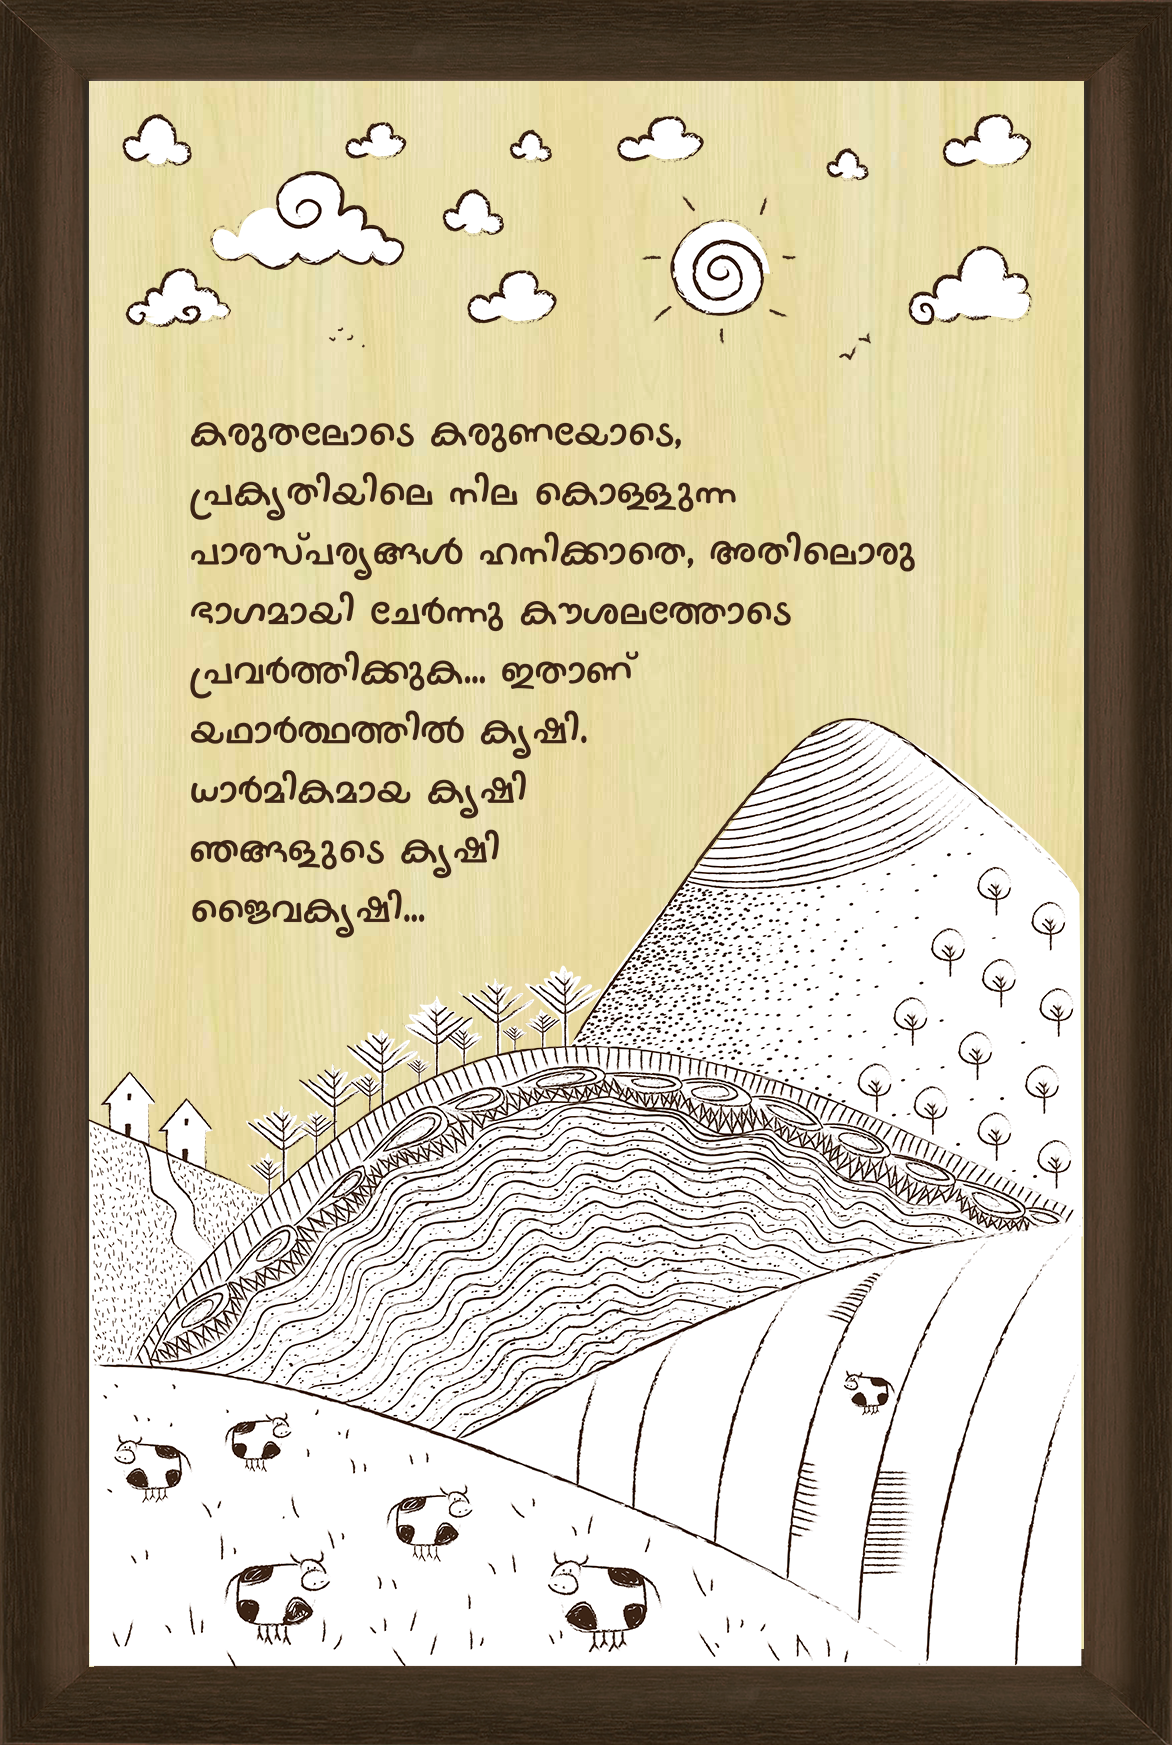 കരുതലോടെ കരുണയോടെ,
പ്രകൃതിയിലെ നില കൊള്ളുന്ന
പാരസ്പര്യങ്ങൾ ഹനിക്കാതെ, അതിലൊരു
ഭാഗമായി ചേർന്നു കൗശലത്തോടെ
പ്രവർത്തിക്കുക... ഇതാണ്
യഥാർത്ഥത്തിൽ കൃഷി.
ധാർമികമായ കൃഷി
ഞങ്ങളുടെ കൃഷി
ജൈവകൃഷി...